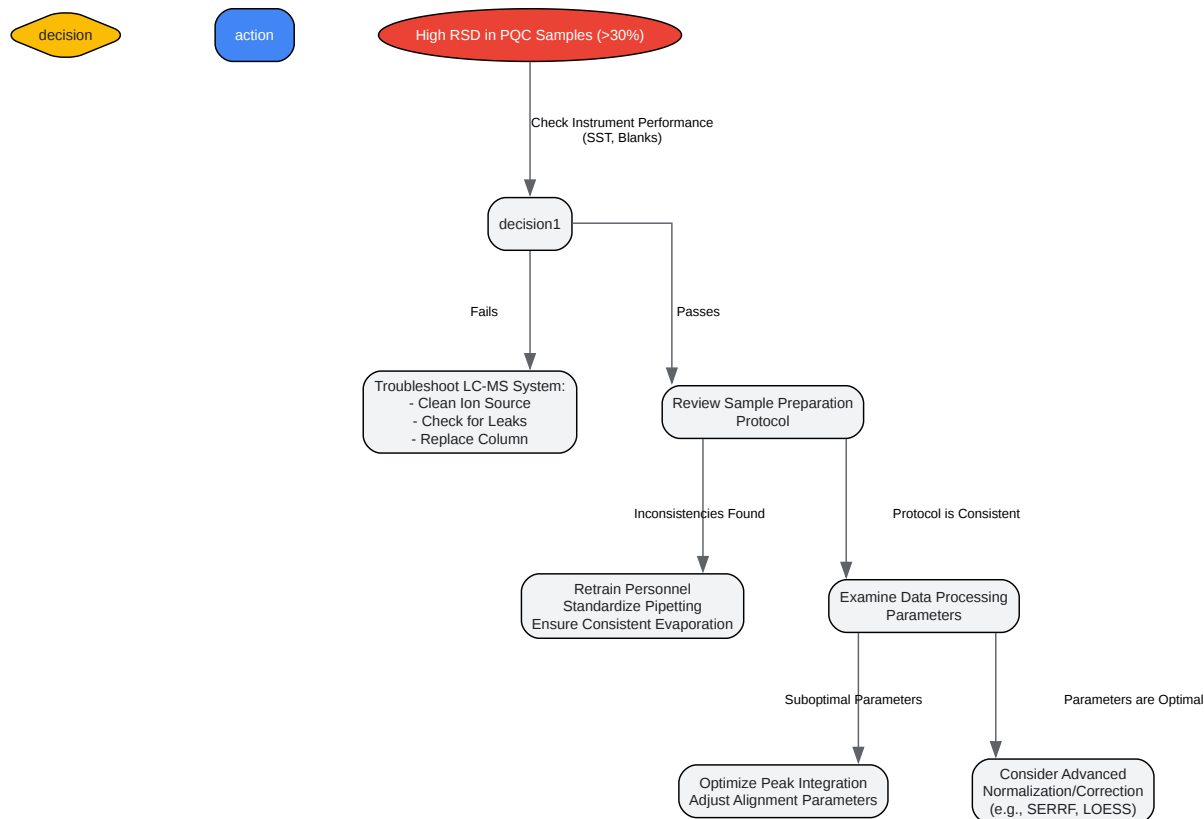 decision
action
High RSD in PQC Samples (>30%)
Check Instrument Performance
(SST, Blanks)
decision1
Fails
Passes
Troubleshoot LC-MS System:
- Clean Ion Source
- Check for Leaks
- Replace Column
Review Sample Preparation
Protocol
Inconsistencies Found
Protocol is Consistent
Retrain Personnel
Standardize Pipetting
Ensure Consistent Evaporation
Examine Data Processing
Parameters
Suboptimal Parameters
Parameters are Optimal
Optimize Peak Integration
Adjust Alignment Parameters
Consider Advanced
Normalization/Correction
(e.g., SERRF, LOESS)